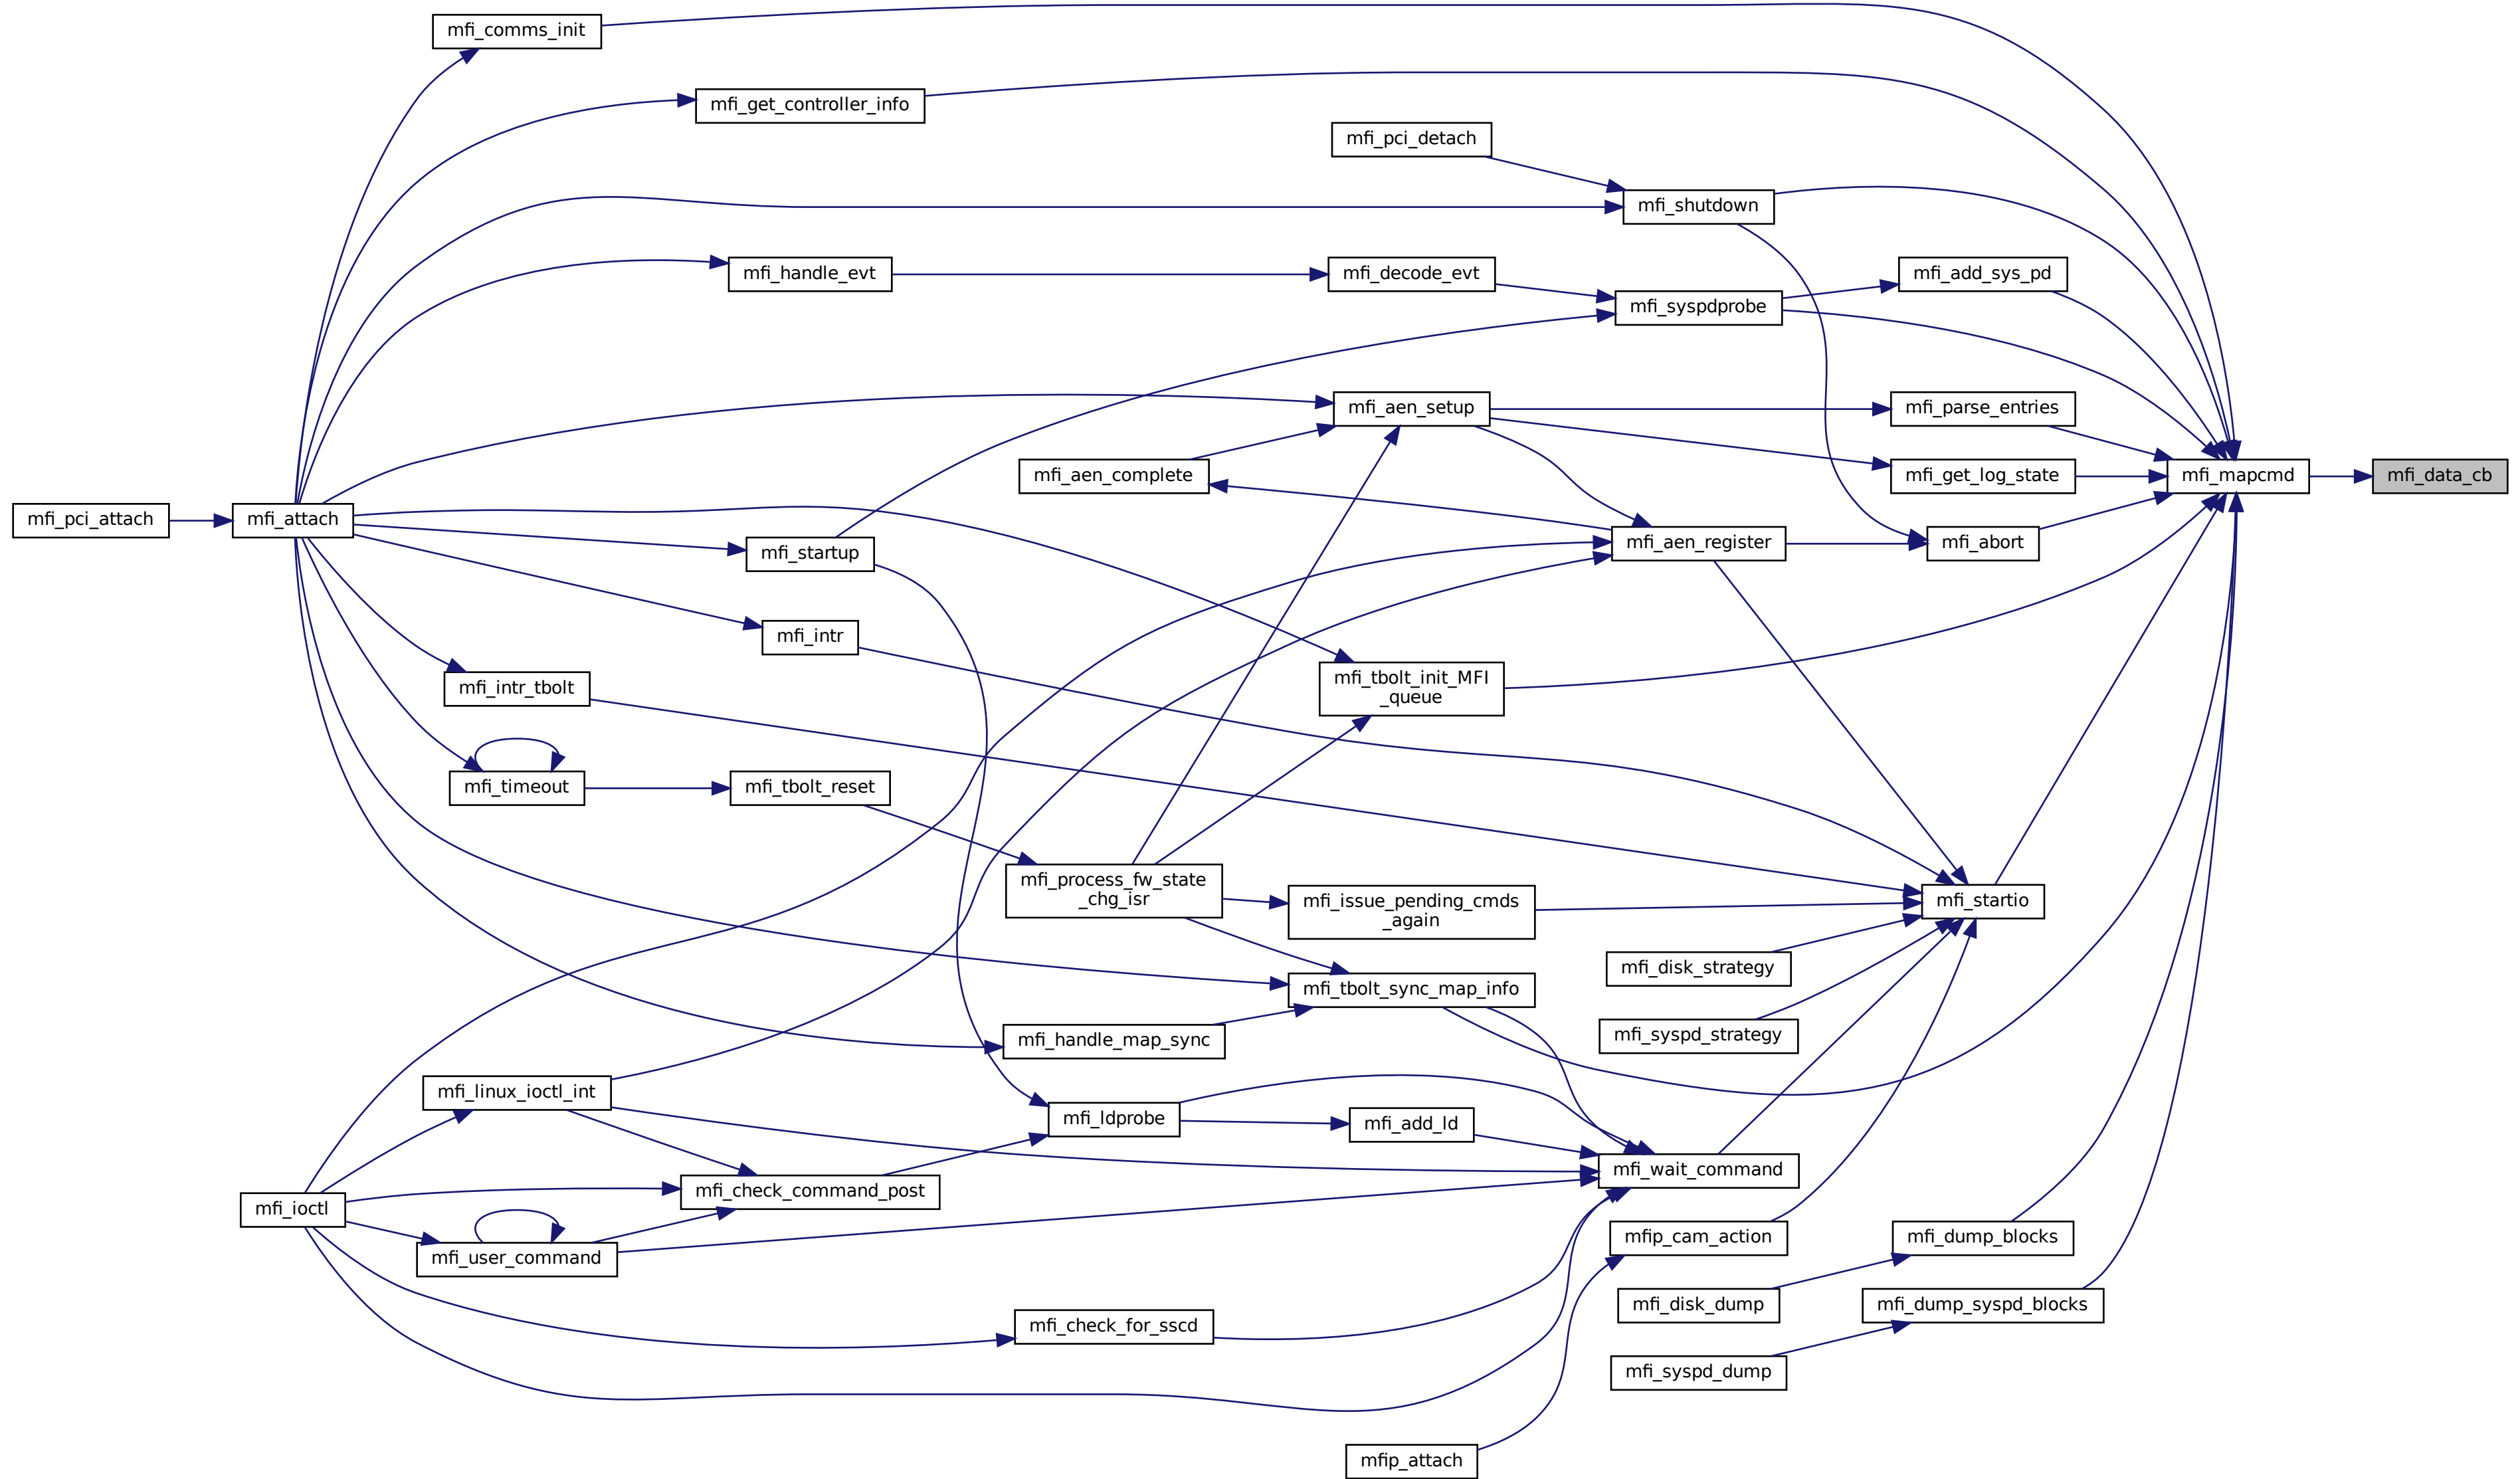 mfi_comms_init
mfi_get_controller_info
mfi_pci_detach
mfi_shutdown
mfi_handle_evt
mfi_decode_evt
mfi_add_sys_pd
mfi_syspdprobe
mfi_aen_setup
mfi_parse_entries
mfi_aen_complete
mfi_get_log_state
mfi_mapcmd
mfi_data_cb
mfi_pci_attach
mfi_attach
mfi_startup
mfi_aen_register
mfi_abort
mfi_intr
mfi_intr_tbolt
mfi_tbolt_init_MFI
_queue
mfi_timeout
mfi_tbolt_reset
mfi_process_fw_state
_chg_isr
mfi_issue_pending_cmds
_again
mfi_startio
mfi_disk_strategy
mfi_tbolt_sync_map_info
mfi_syspd_strategy
mfi_handle_map_sync
mfi_linux_ioctl_int
mfi_ldprobe
mfi_add_ld
mfi_wait_command
mfi_check_command_post
mfi_ioctl
mfi_user_command
mfip_cam_action
mfi_dump_blocks
mfi_disk_dump
mfi_dump_syspd_blocks
mfi_check_for_sscd
mfi_syspd_dump
mfip_attach